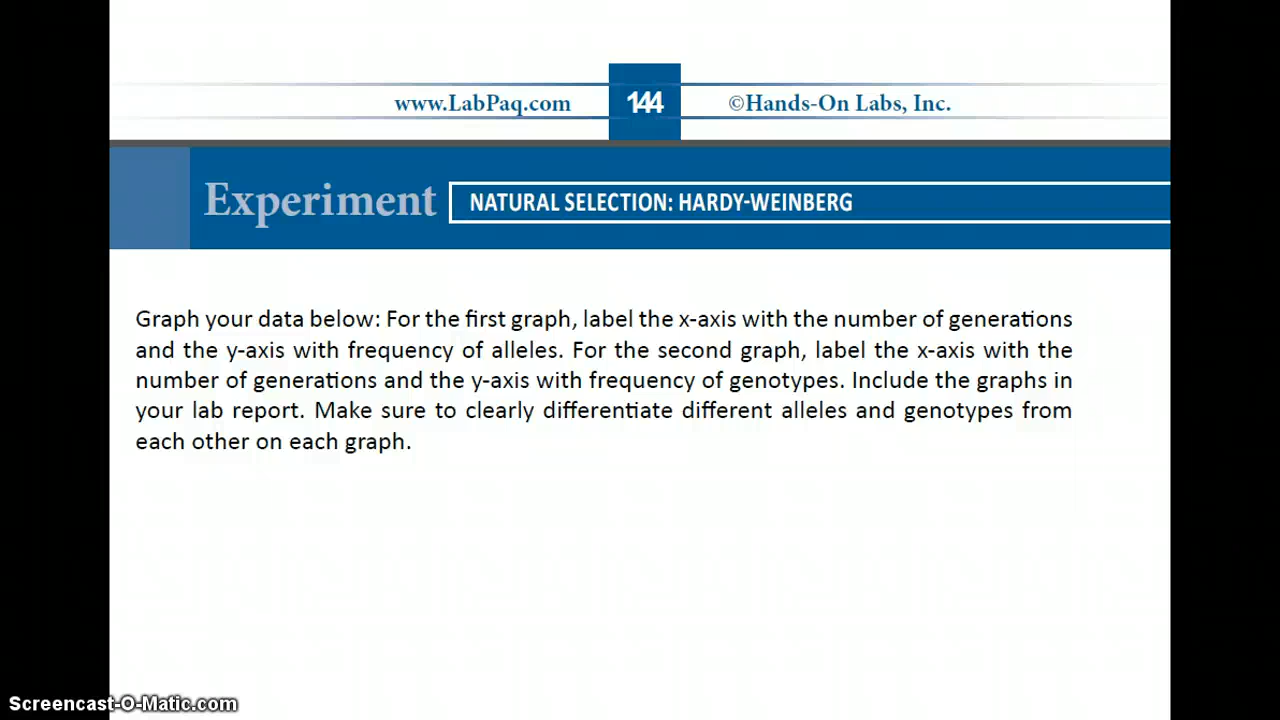 www.LabPaq.com 144 ©Hands-On Labs, Inc.
Experiment NATURAL SELECTION: HARDY-WEINBERG
Graph your data below: For the first graph, label the x-axis with the number of generations
and the y-axis with frequency of alleles. For the second graph, label the x-axis with the
number of generations and the y-axis with frequency of genotypes. Include the graphs in
your lab report. Make sure to clearly differentiate different alleles and genotypes from
each other on each graph.
Screencast-O-Matic.com